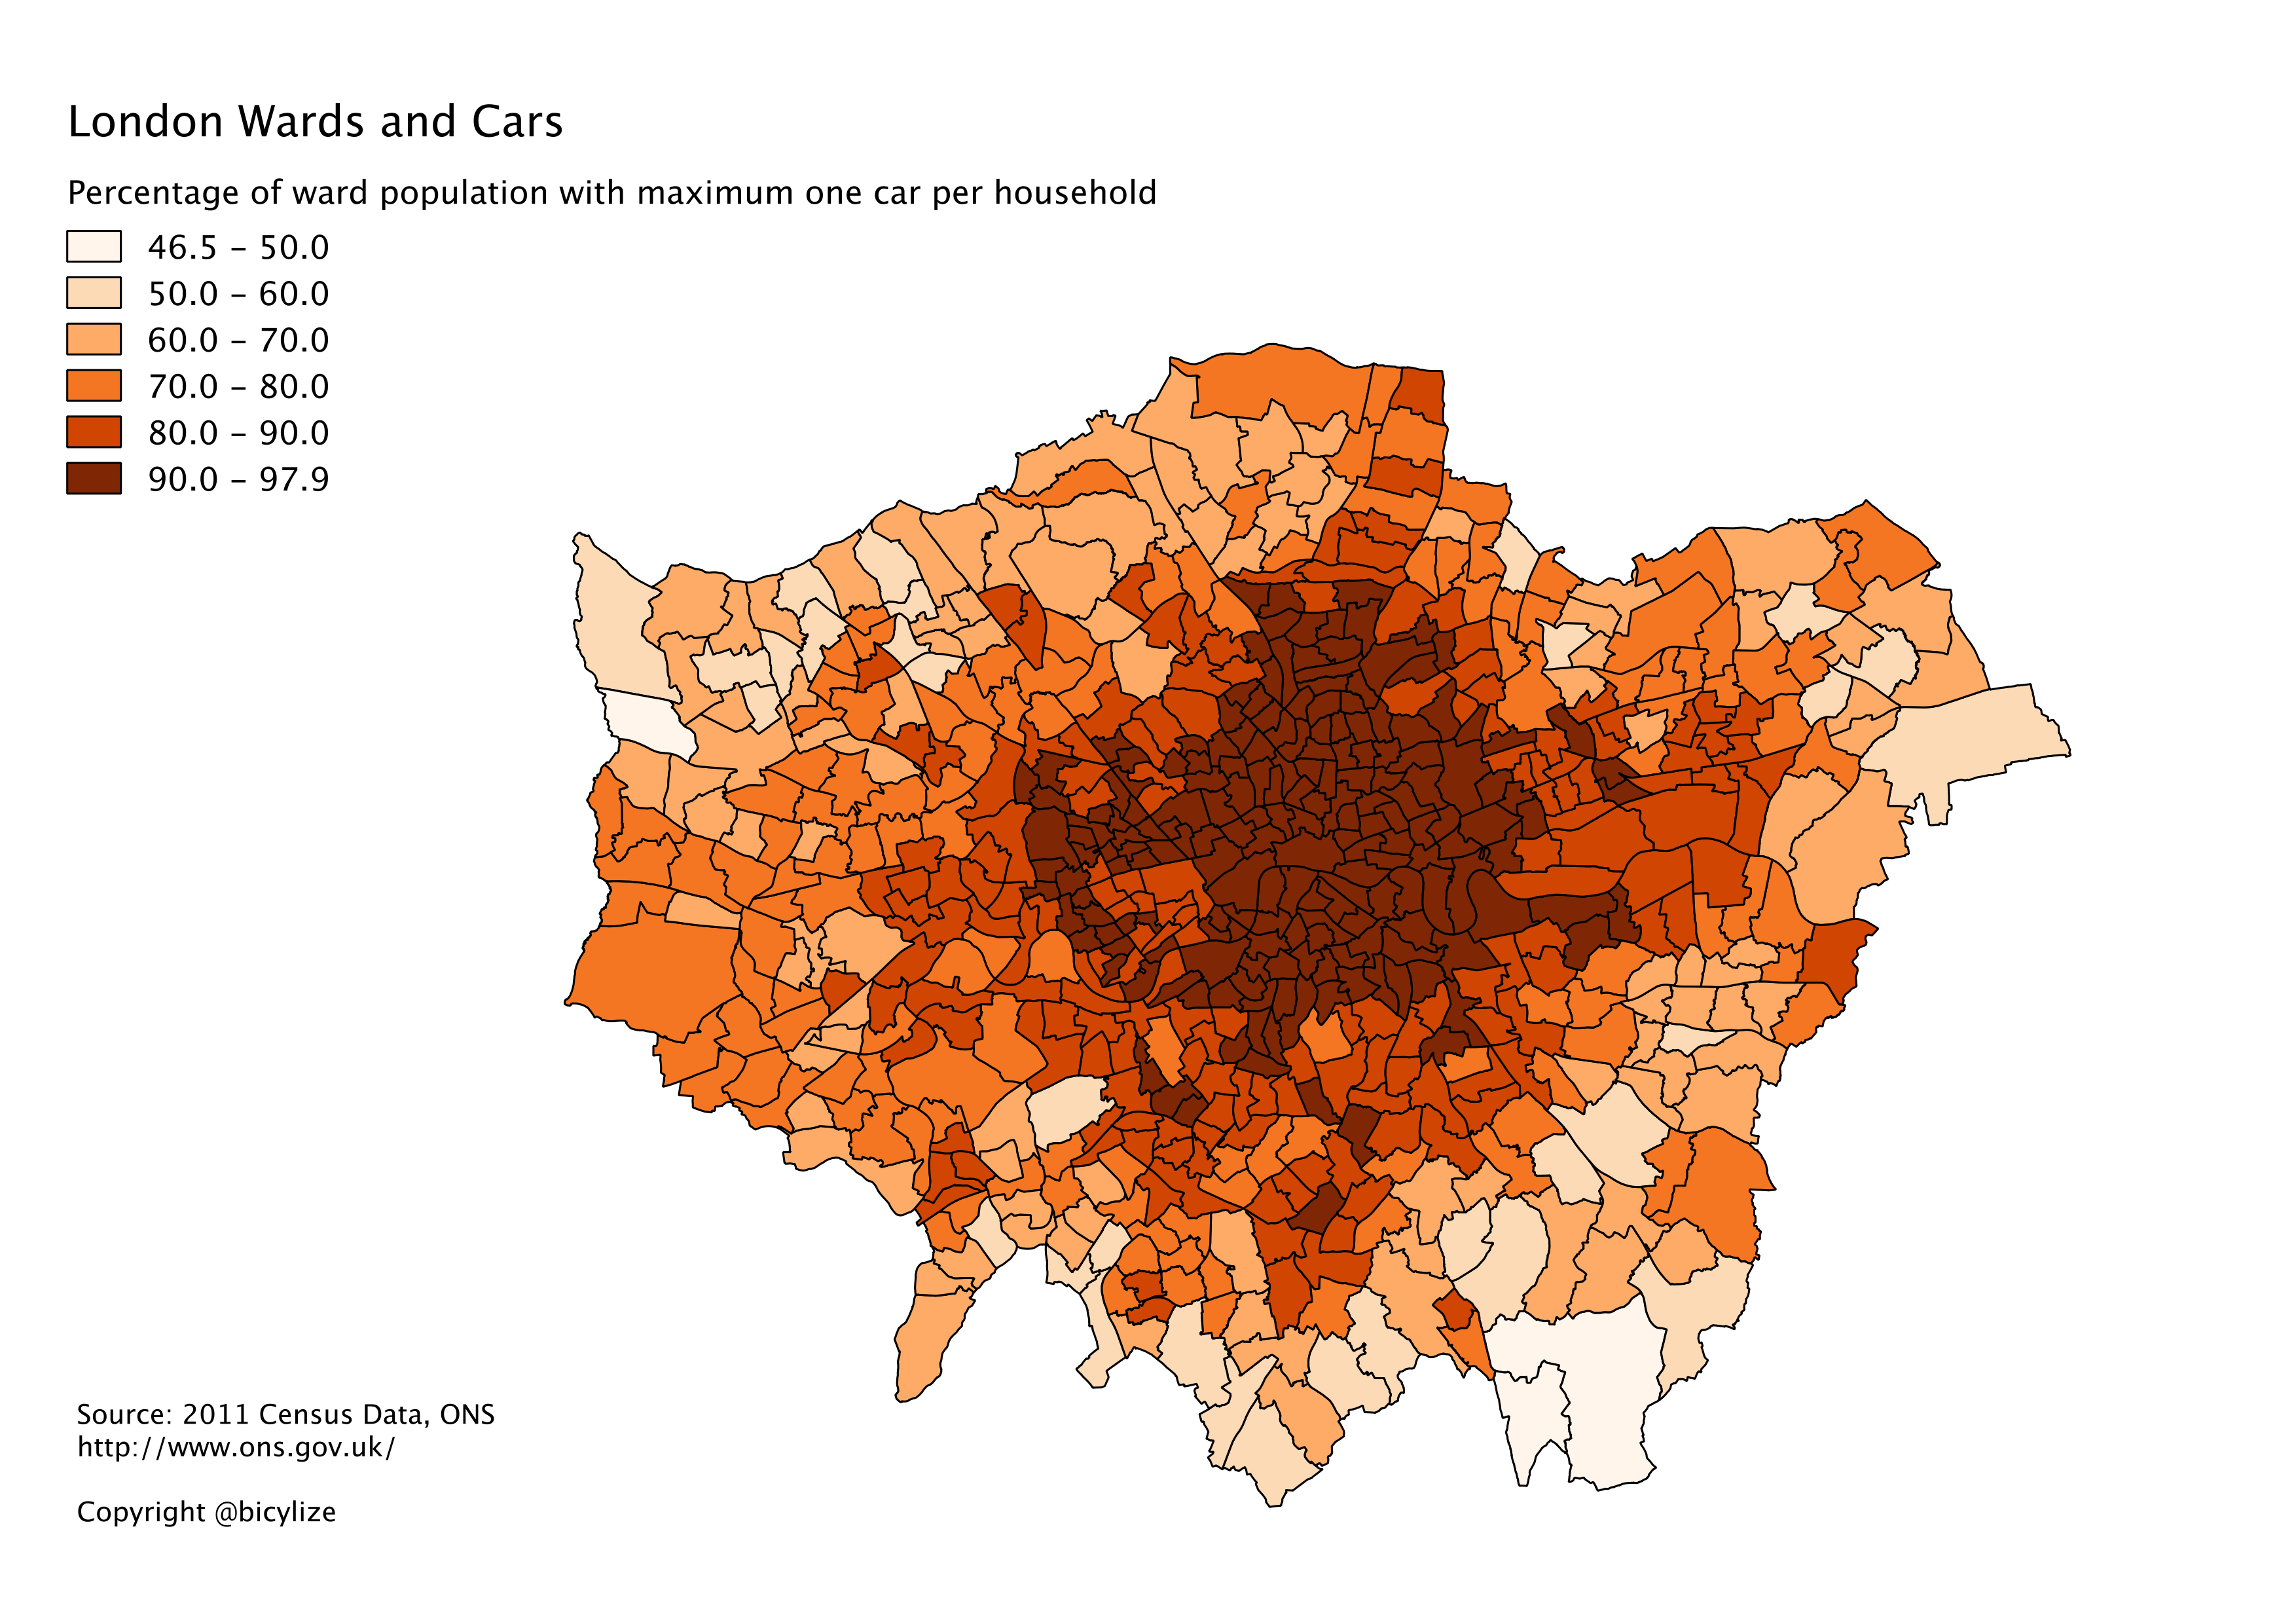 London Wards and Cars
Percentage of ward population with maximum one car per household
46.5 – 50.0
50.0 – 60.0
60.0 – 70.0
70.0 – 80.0
80.0 – 90.0
90.0 – 97.9
Source: 2011 Census Data, ONS
http://www.ons.gov.uk/
Copyright @bicylize